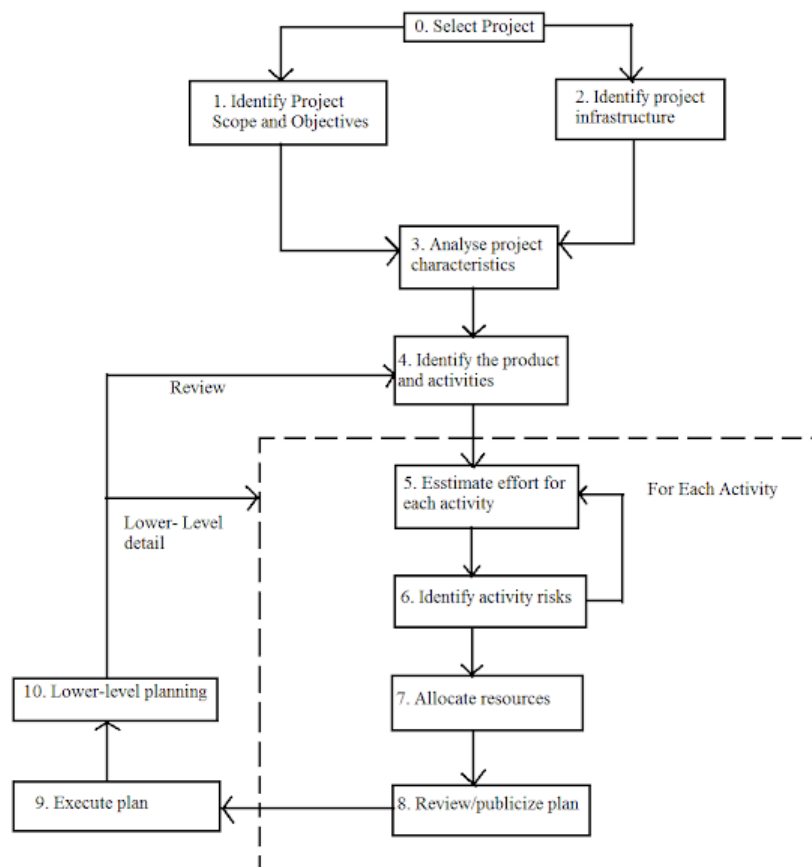 0. Select Project
1. Identify Project
Scope and Objectives
2. Identify project
infrastructure
3. Analyse project
characteristics
4. Identify the product
and activities
Review
5. Esstimate effort for
each activity
For Each Activity
Lower- Level
detail
6. Identify activity risks
10. Lower-level planning
7. Allocate resources
9. Execute plan
8. Review/publicize plan